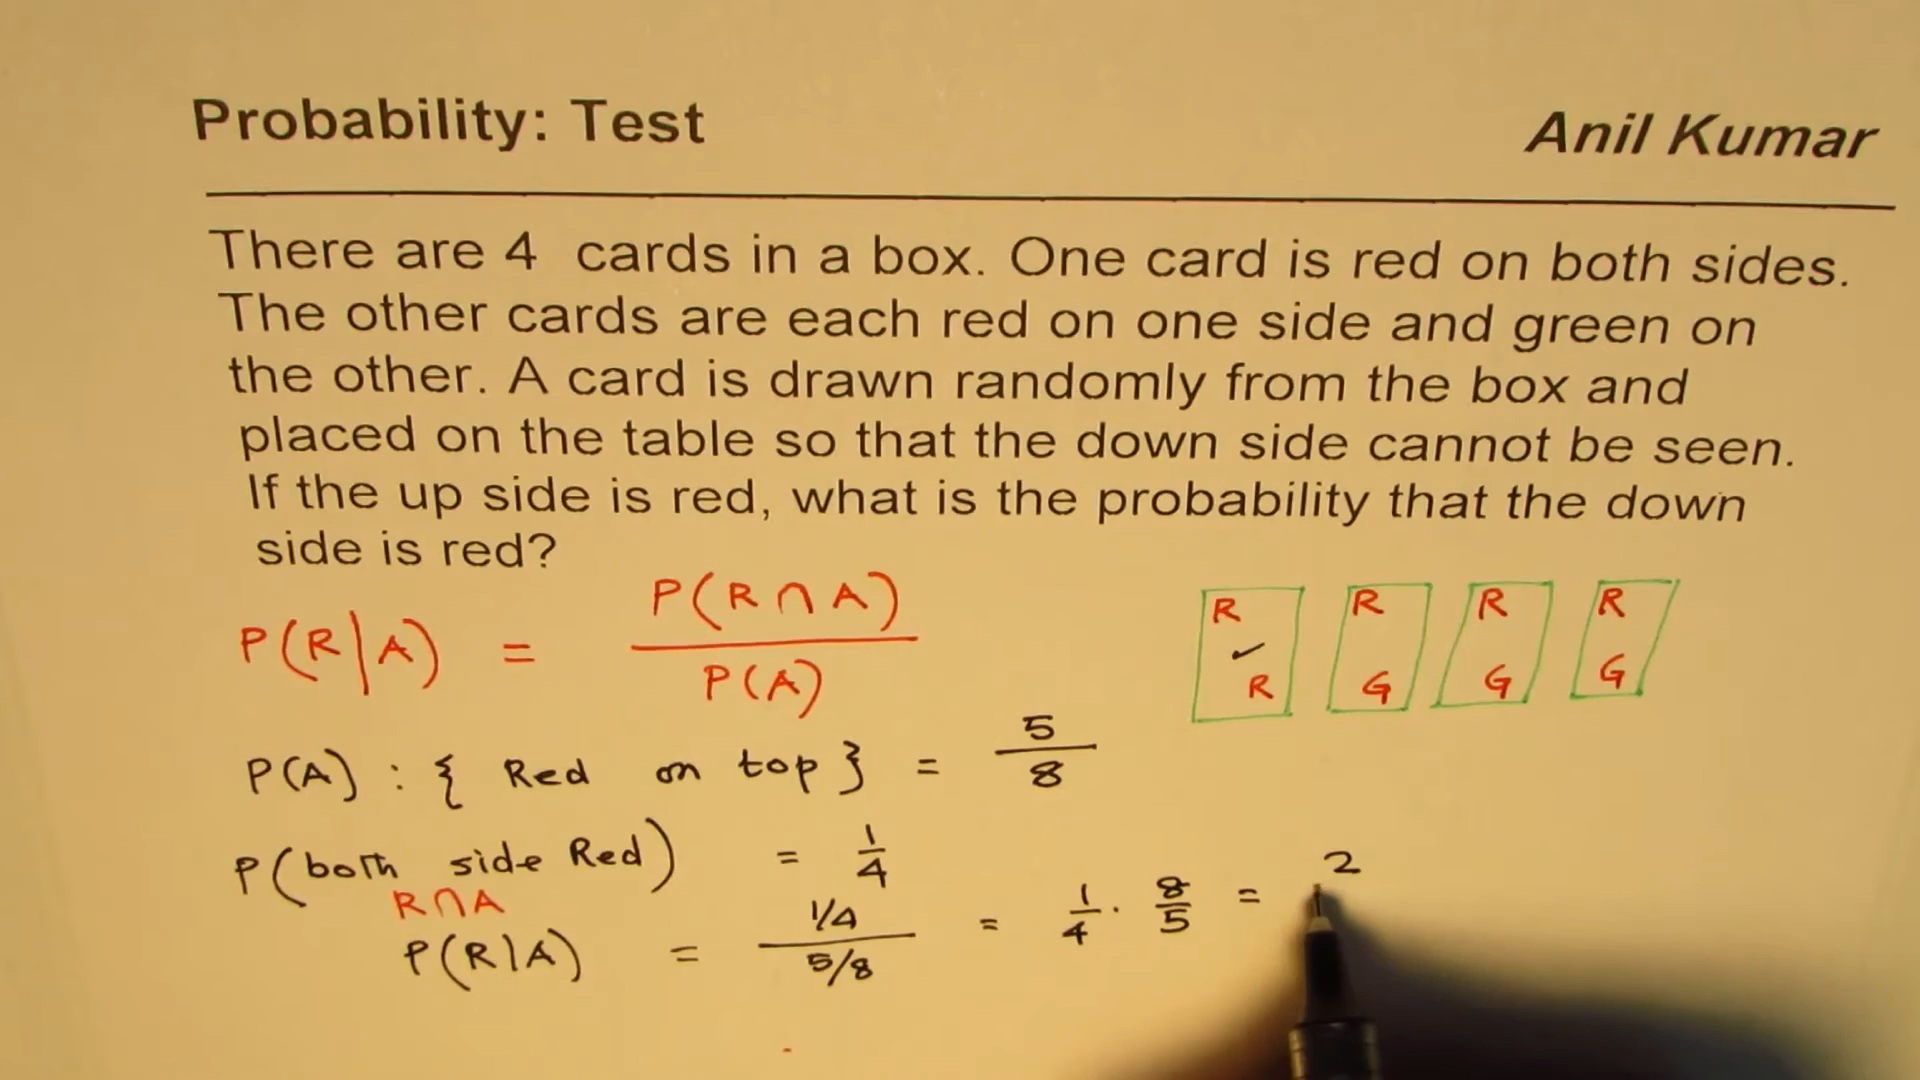 Probability: Test
Anil Kumar
There are 4 cards in a box. One card is red on both sides.
The other cards are each red on one side and green on
the other. A card is drawn randomly from the box and
placed on the table so that the down side cannot be seen.
If the up side is red, what is the probability that the down
side is red?
P(R|A) = P(R∩A) / P(A)
R R R R
✓
R G G G
P(A) : { Red on top } = 5/8
P(both side Red) = 1/4
R∩A
P(R|A) = (1/4)/(5/8) = 1/4 · 8/5 = 2